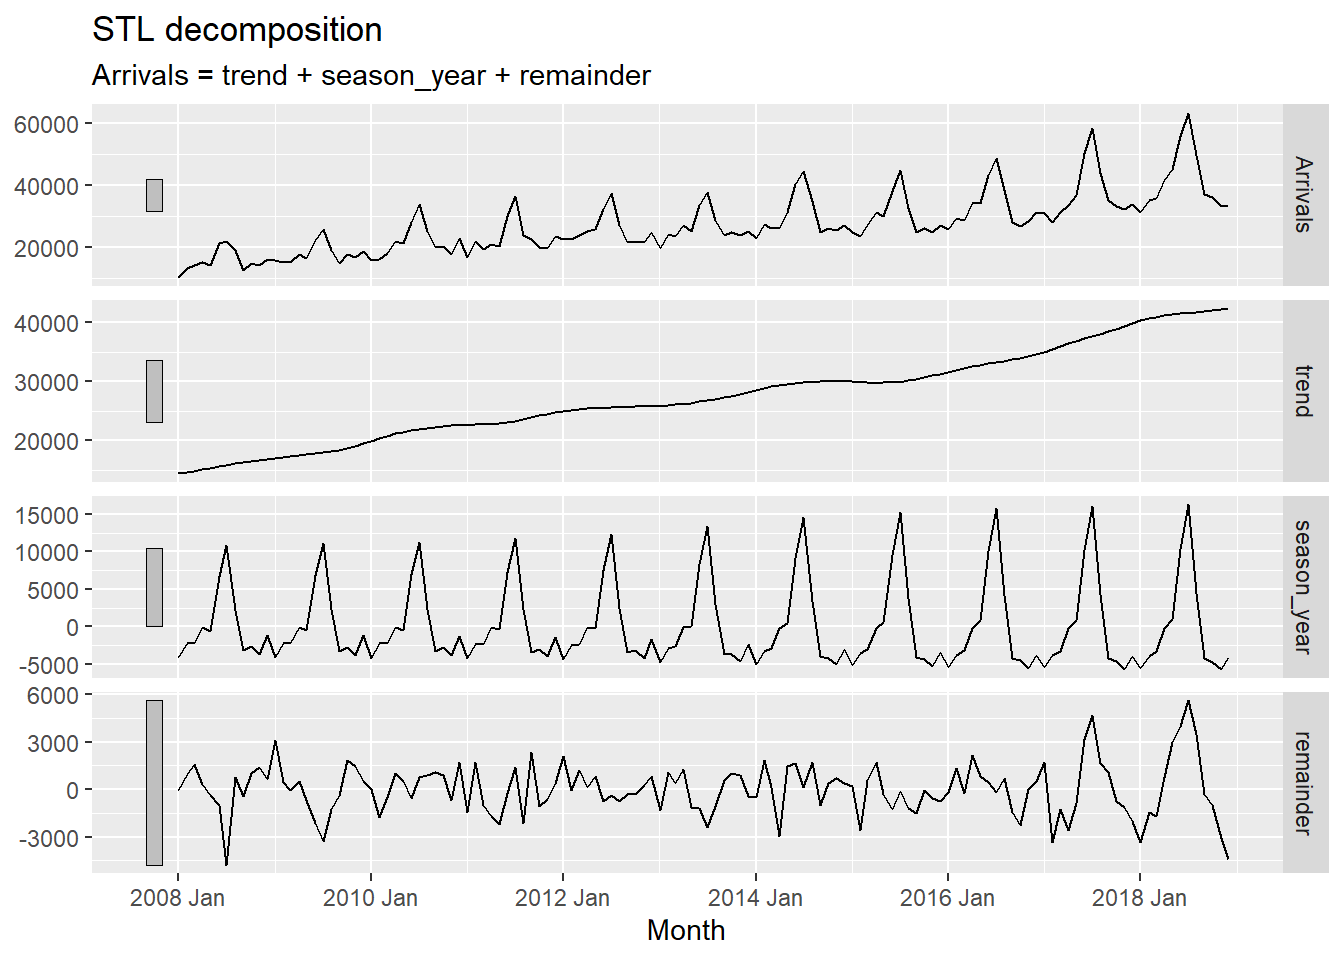 STL decomposition
Arrivals = trend + season_year + remainder
60000
40000
20000
Arrivals
40000
30000
20000
trend
15000
10000
5000
0
-5000
season_year
6000
3000
0
-3000
remainder
2008 Jan 2010 Jan 2012 Jan 2014 Jan 2016 Jan 2018 Jan
Month